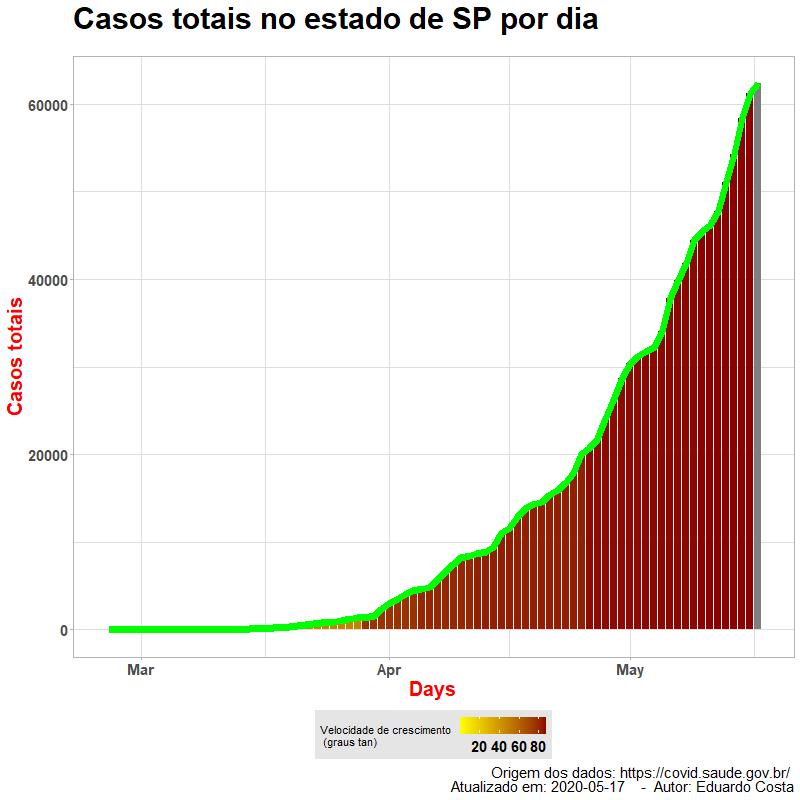 Casos totais no estado de SP por dia
Casos totais
60000
40000
20000
0
Mar Apr May
Days
Velocidade de crescimento
(graus tan)
20 40 60 80
Origem dos dados: https://covid.saude.gov.br/
Atualizado em: 2020-05-17 - Autor: Eduardo Costa